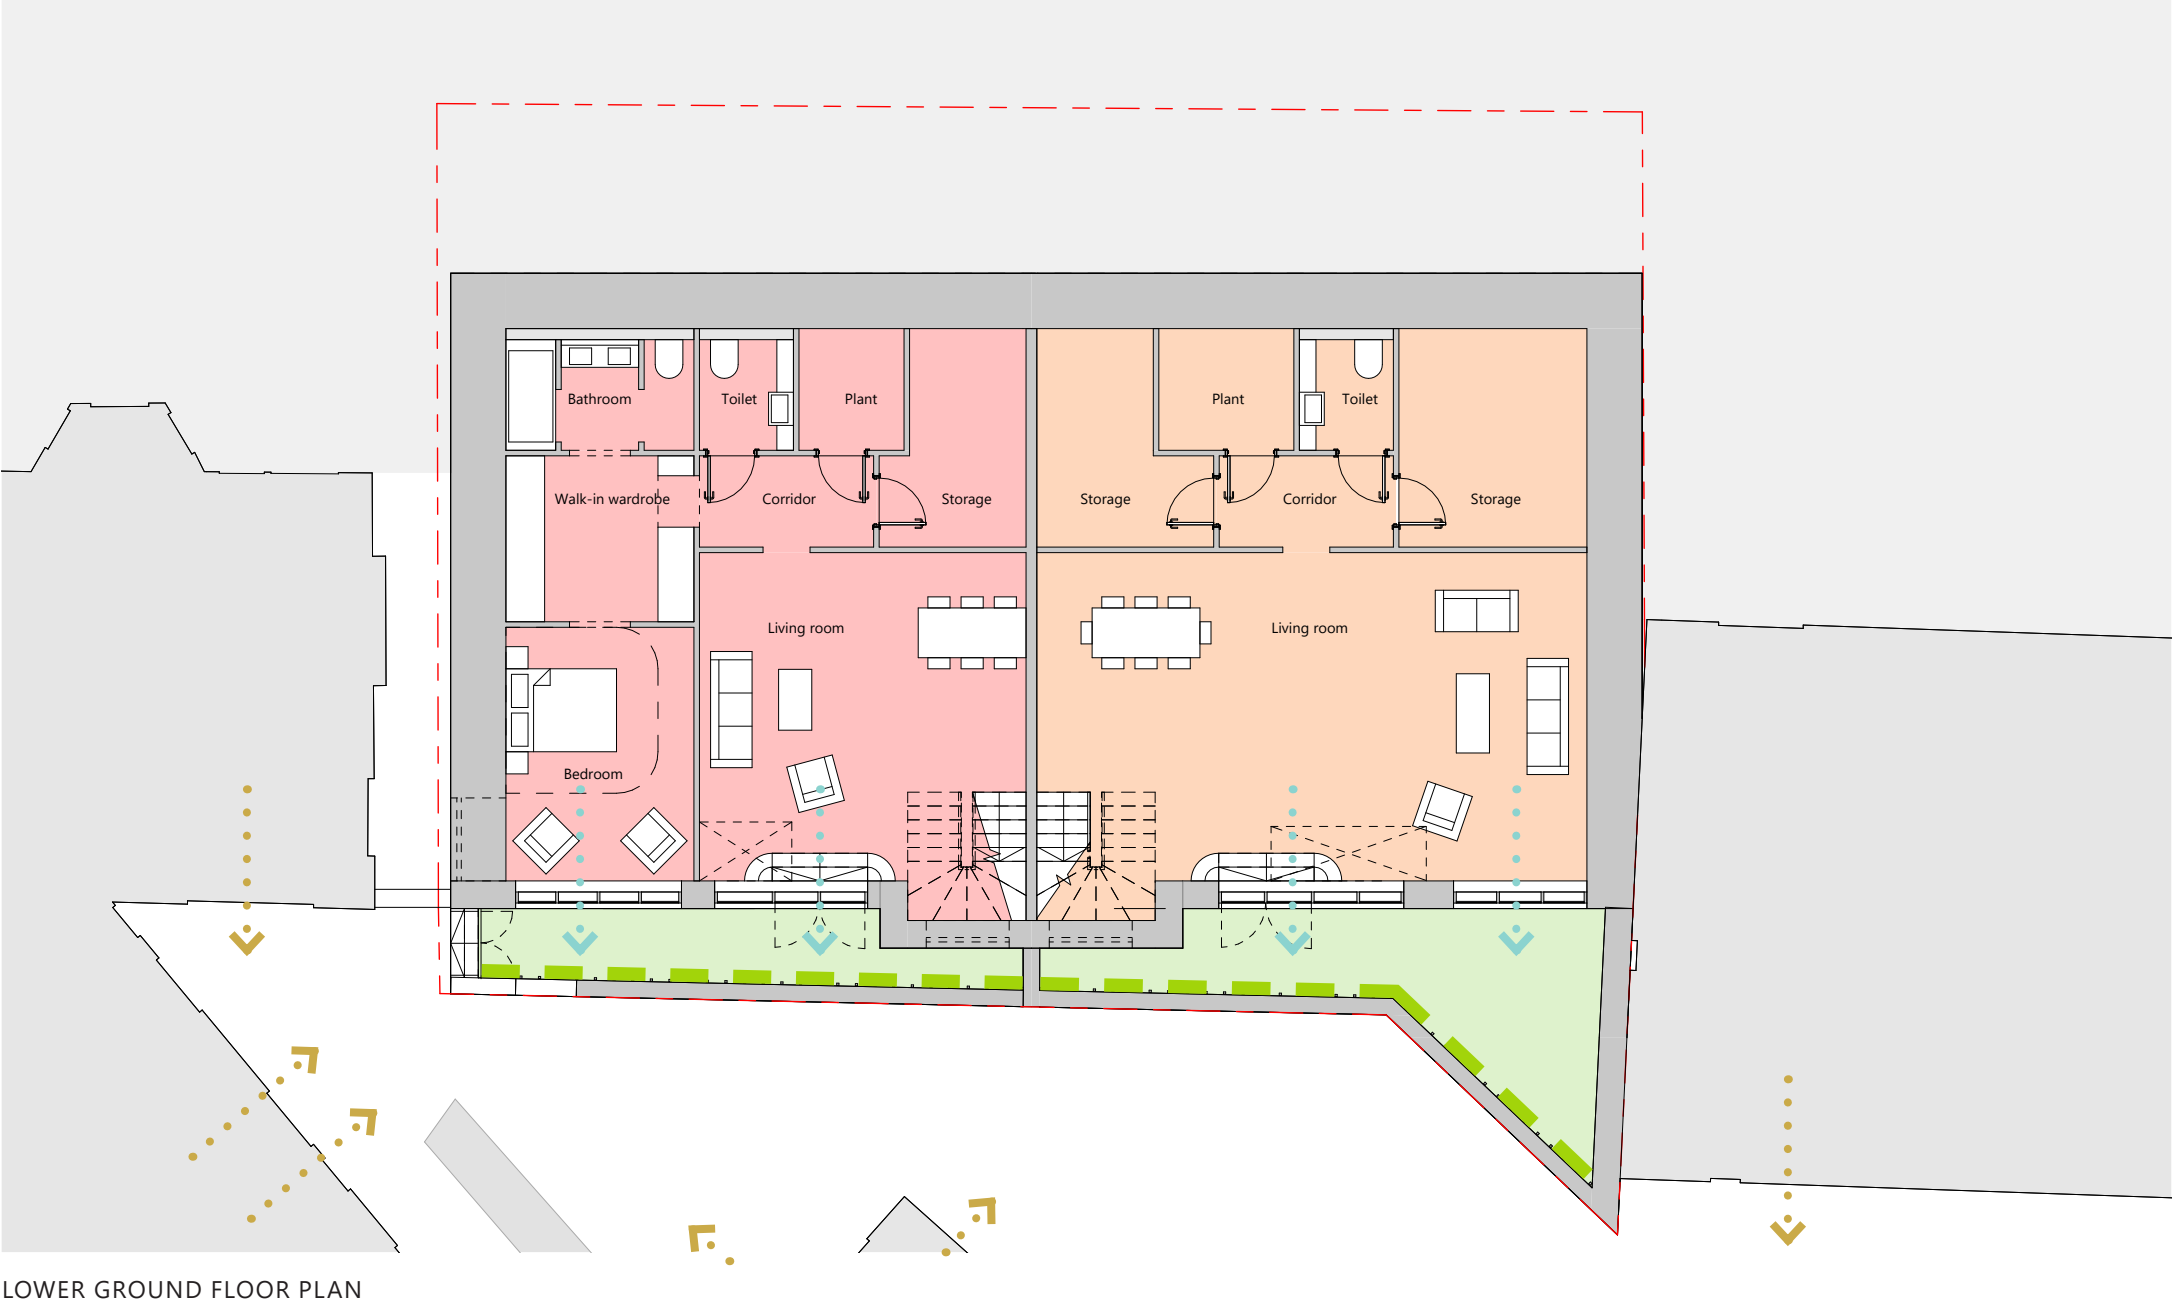 Bathroom
Toilet
Plant
Plant
Toilet
Walk-in wardrobe
Corridor
Storage
Storage
Corridor
Storage
Living room
Living room
Bedroom
LOWER GROUND FLOOR PLAN